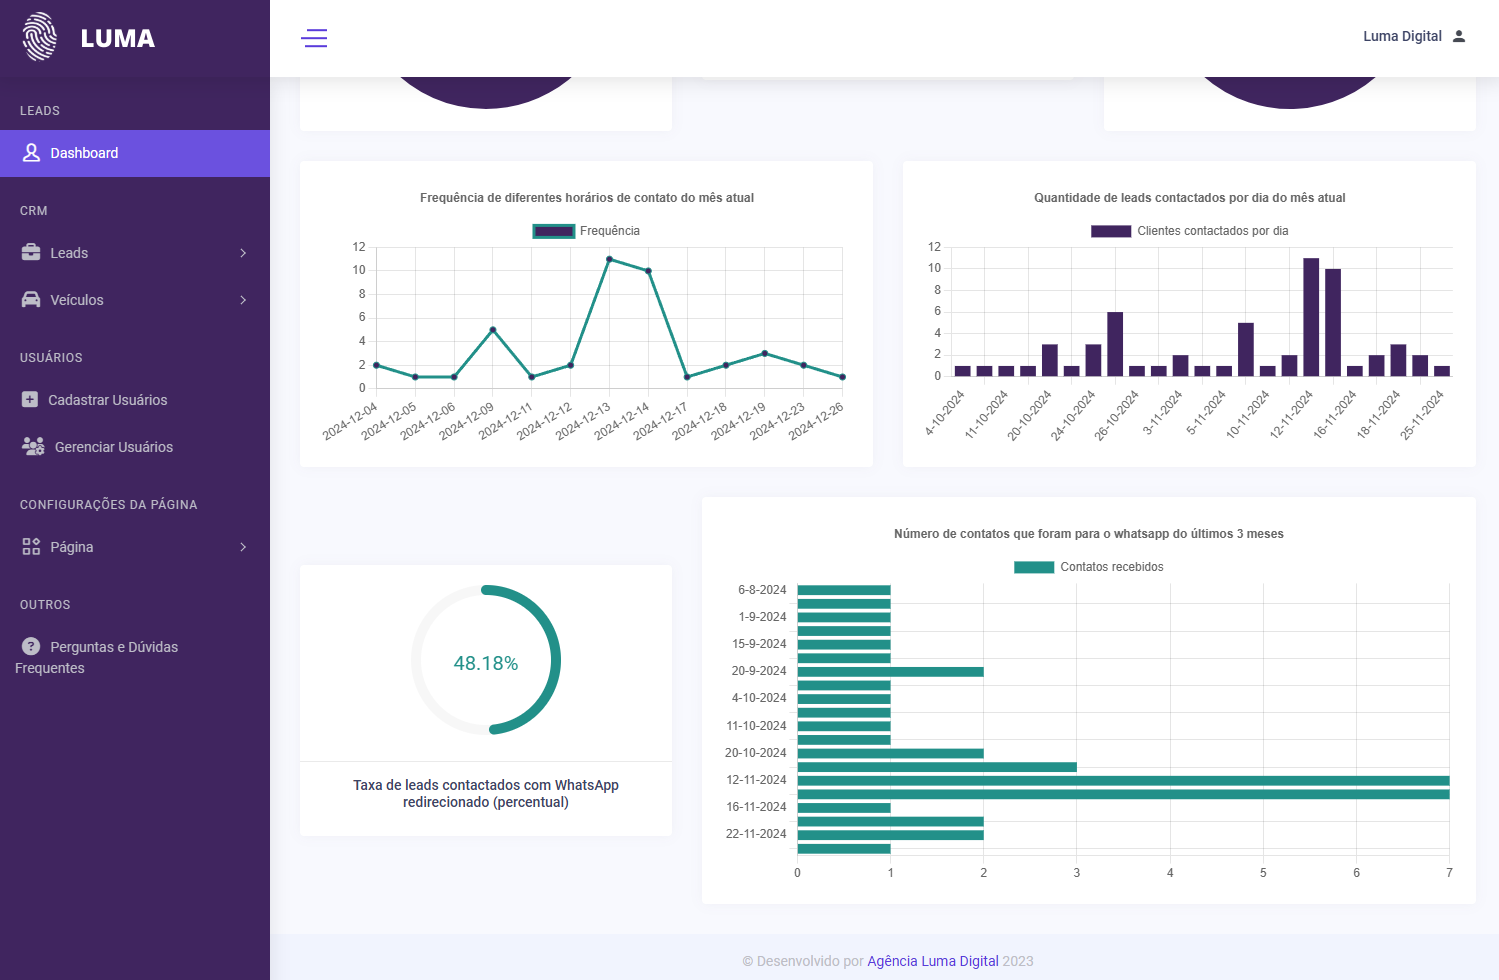 LUMA
Luma Digital
LEADS
Dashboard
CRM
Leads
Veículos
USUÁRIOS
Cadastrar Usuários
Gerenciar Usuários
CONFIGURAÇÕES DA PÁGINA
Página
OUTROS
Perguntas e Dúvidas
Frequentes
Frequência de diferentes horários de contato do mês atual
Frequência
12
10
8
6
4
2
0
2024-12-04
2024-12-05
2024-12-06
2024-12-09
2024-12-11
2024-12-12
2024-12-13
2024-12-14
2024-12-17
2024-12-18
2024-12-19
2024-12-23
2024-12-26
Quantidade de leads contactados por dia do mês atual
Clientes contactados por dia
12
10
8
6
4
2
0
4-10-2024
11-10-2024
20-10-2024
24-10-2024
26-10-2024
3-11-2024
5-11-2024
10-11-2024
12-11-2024
16-11-2024
18-11-2024
25-11-2024
48.18%
Taxa de leads contactados com WhatsApp
redirecionado (percentual)
Número de contatos que foram para o whatsapp do últimos 3 meses
Contatos recebidos
6-8-2024
1-9-2024
15-9-2024
20-9-2024
4-10-2024
11-10-2024
20-10-2024
12-11-2024
16-11-2024
22-11-2024
0
1
2
3
4
5
6
7
© Desenvolvido por Agência Luma Digital 2023